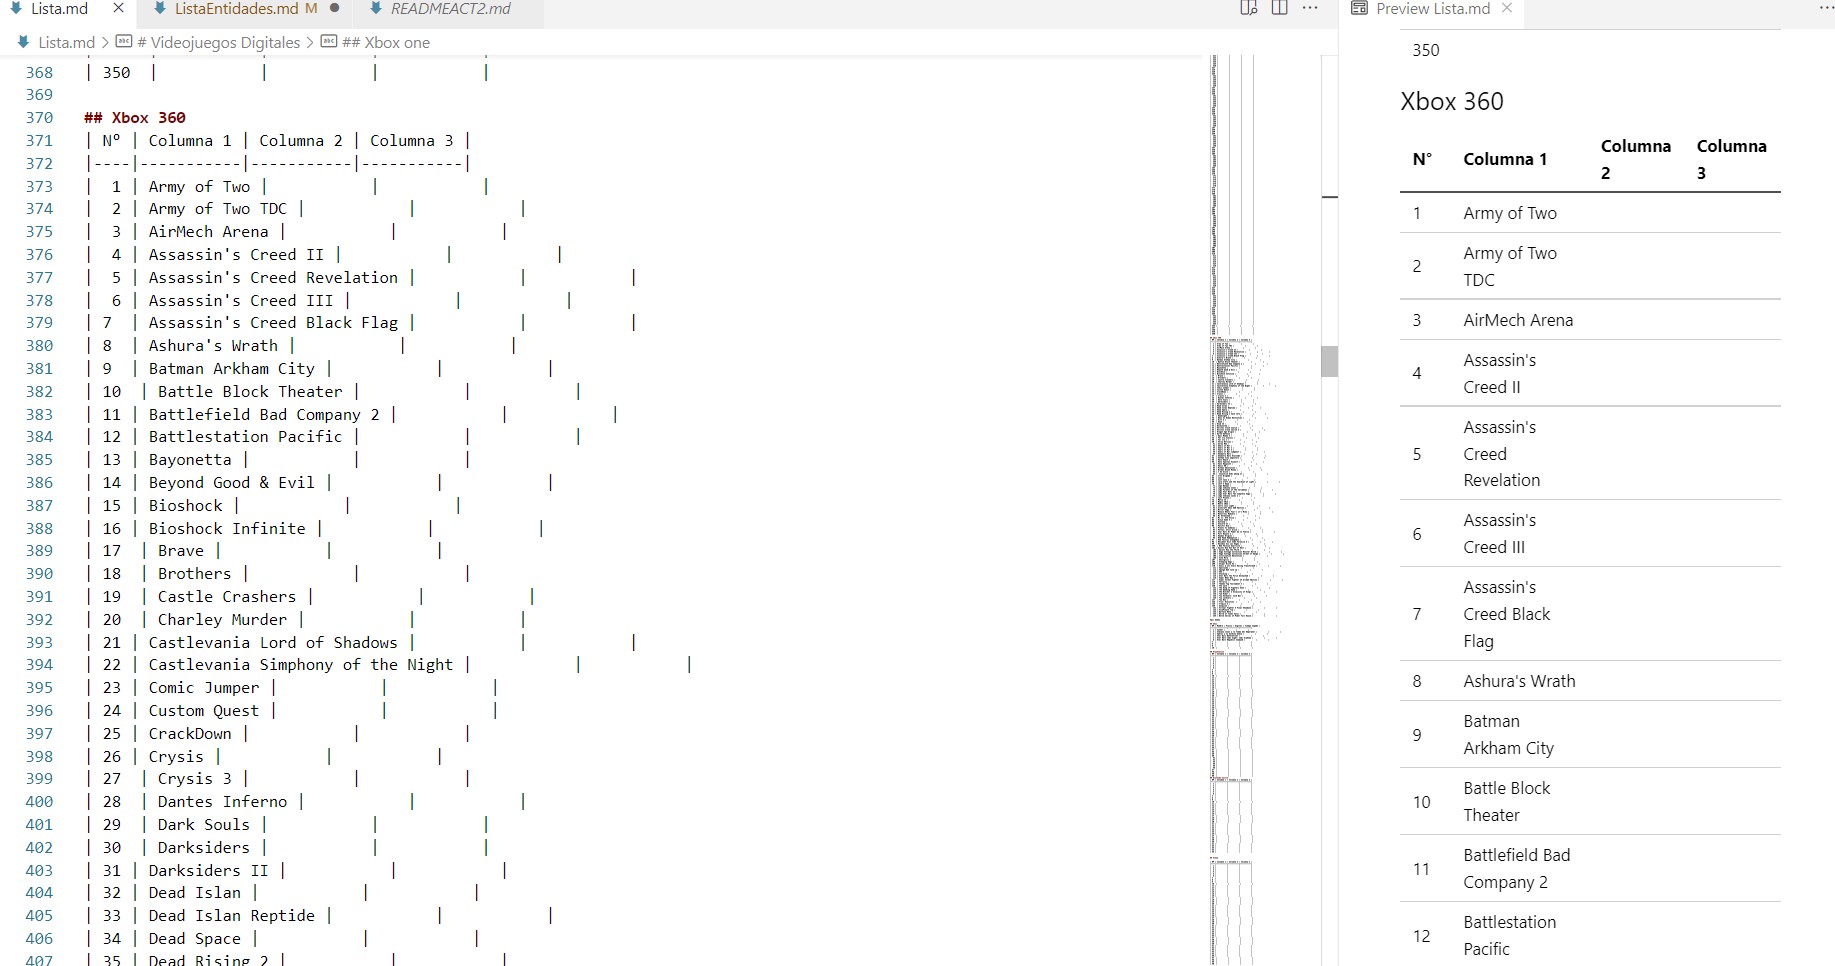 Lista.md
ListaEntidades.md M
READMEACT2.md
Preview Lista.md
Lista.md > # Videojuegos Digitales > ## Xbox one
368 | 350 | | | |
369
370 ## Xbox 360
371 | N° | Columna 1 | Columna 2 | Columna 3 |
372 |----|-----------|-----------|-----------|
373 | 1 | Army of Two | | |
374 | 2 | Army of Two TDC | | |
375 | 3 | AirMech Arena | | |
376 | 4 | Assassin's Creed II | | |
377 | 5 | Assassin's Creed Revelation | | |
378 | 6 | Assassin's Creed III | | |
379 | 7 | Assassin's Creed Black Flag | | |
380 | 8 | Ashura's Wrath | | |
381 | 9 | Batman Arkham City | | |
382 | 10 | Battle Block Theater | | |
383 | 11 | Battlefield Bad Company 2 | | |
384 | 12 | Battlestation Pacific | | |
385 | 13 | Bayonetta | | |
386 | 14 | Beyond Good & Evil | | |
387 | 15 | Bioshock | | |
388 | 16 | Bioshock Infinite | | |
389 | 17 | Brave | | |
390 | 18 | Brothers | | |
391 | 19 | Castle Crashers | | |
392 | 20 | Charley Murder | | |
393 | 21 | Castlevania Lord of Shadows | | |
394 | 22 | Castlevania Simphony of the Night | | |
395 | 23 | Comic Jumper | | |
396 | 24 | Custom Quest | | |
397 | 25 | CrackDown | | |
398 | 26 | Crysis | | |
399 | 27 | Crysis 3 | | |
400 | 28 | Dantes Inferno | | |
401 | 29 | Dark Souls | | |
402 | 30 | Darksiders | | |
403 | 31 | Darksiders II | | |
404 | 32 | Dead Islan | | |
405 | 33 | Dead Islan Reptide | | |
406 | 34 | Dead Space | | |
407 | 35 | Dead Rising 2 | | |
350
Xbox 360
N° Columna 1 Columna 2 Columna 3
1 Army of Two
2 Army of Two
TDC
3 AirMech Arena
4 Assassin's
Creed II
5 Assassin's
Creed
Revelation
6 Assassin's
Creed III
7 Assassin's
Creed Black
Flag
8 Ashura's Wrath
9 Batman
Arkham City
10 Battle Block
Theater
11 Battlefield Bad
Company 2
12 Battlestation
Pacific